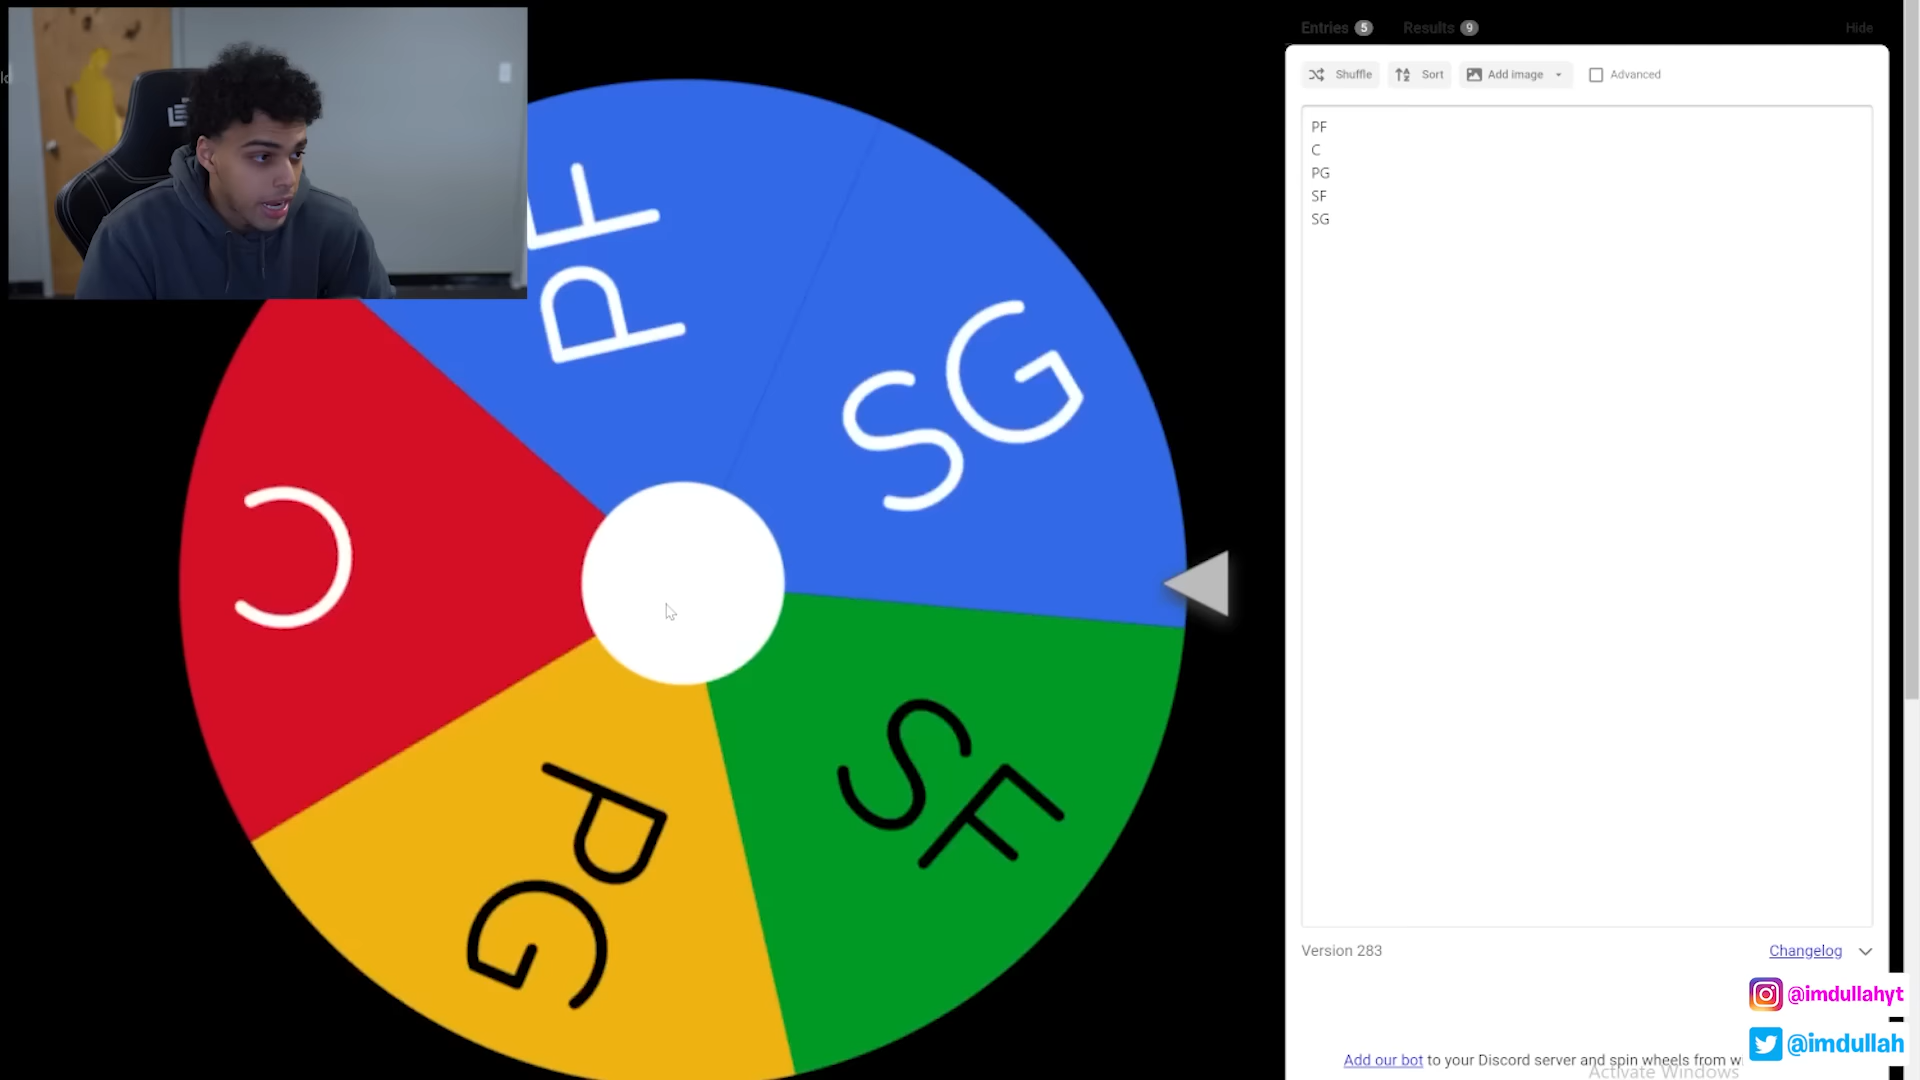 Entries 5
Results 9
Hide
Shuffle
Sort
Add image
Advanced
PF
C
PG
SF
SG
PF
SG
C
SF
PG
Version 283
Changelog
@imdullahyt
@imdullah
Add our bot to your Discord server and spin wheels from
Activate Windows